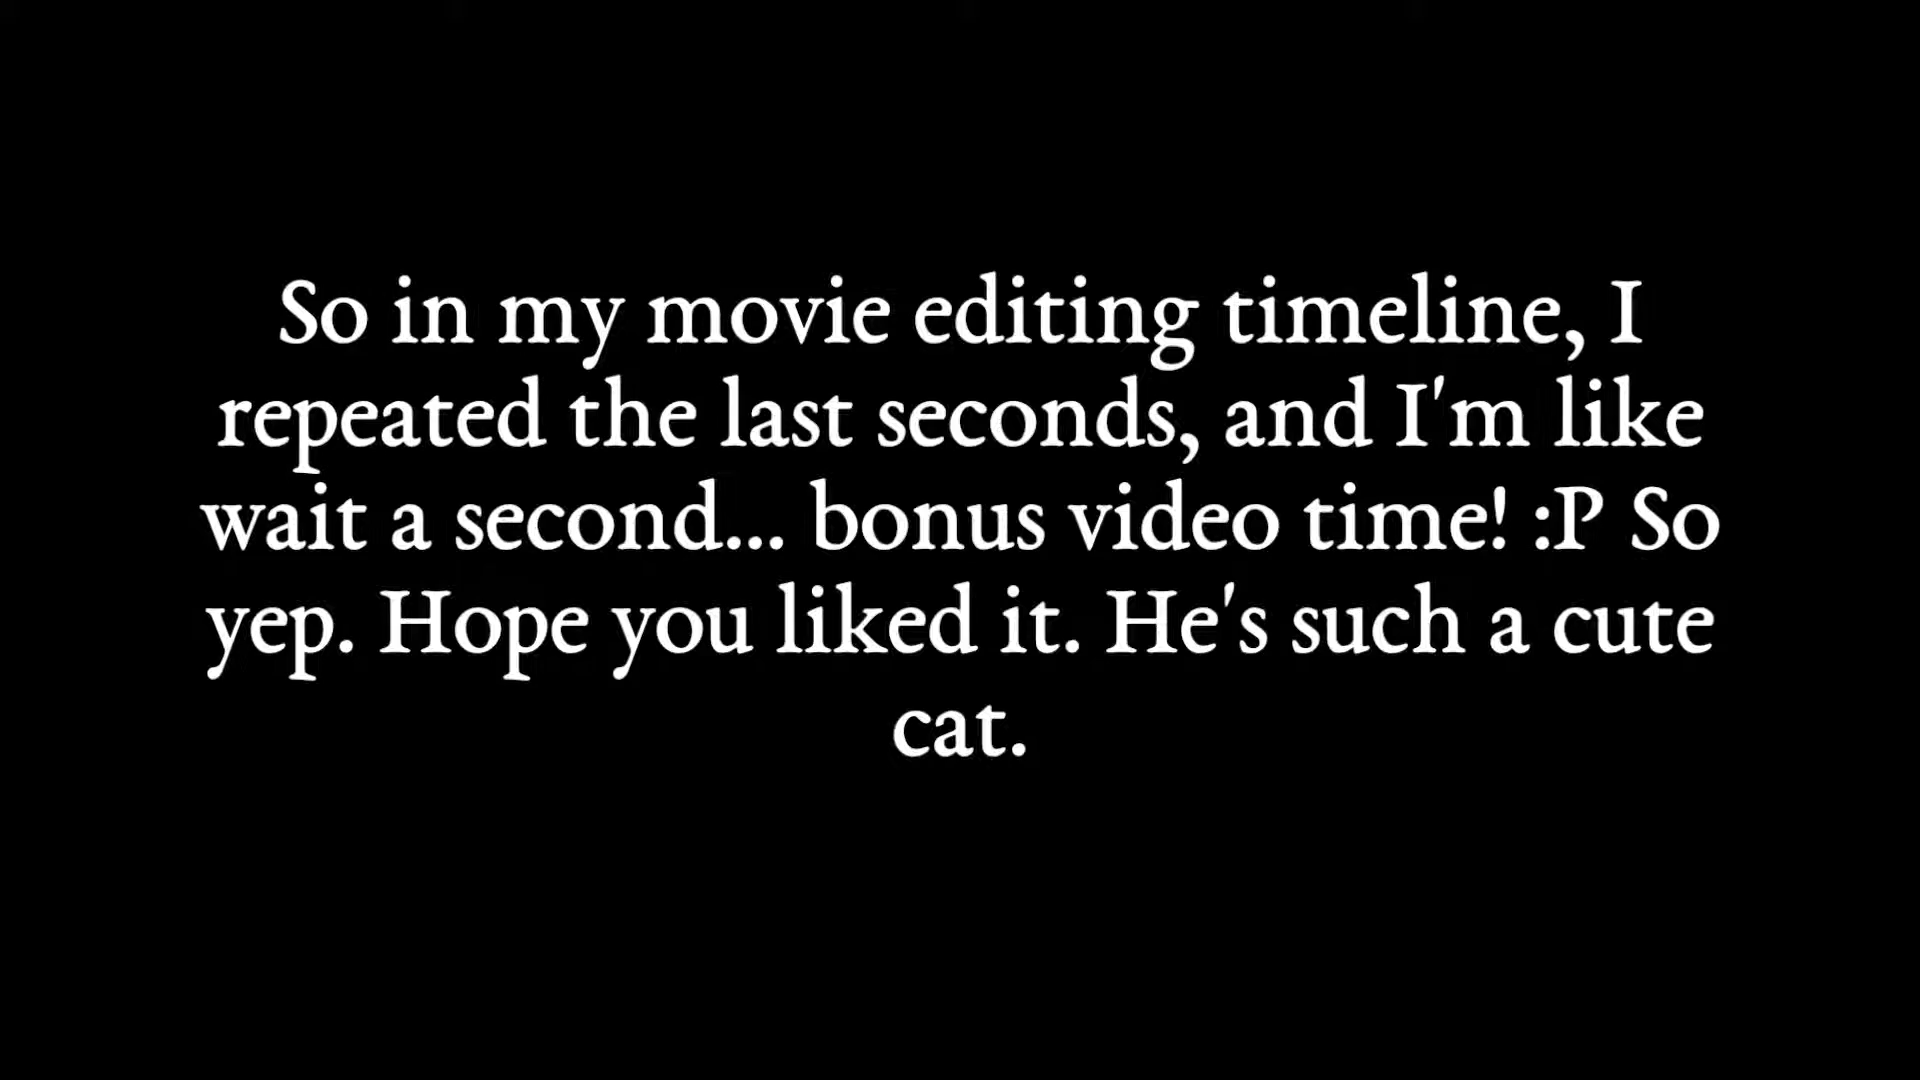 So in my movie editing timeline, I
repeated the last seconds, and I'm like
wait a second... bonus video time! :P So
yep. Hope you liked it. He's such a cute
cat.